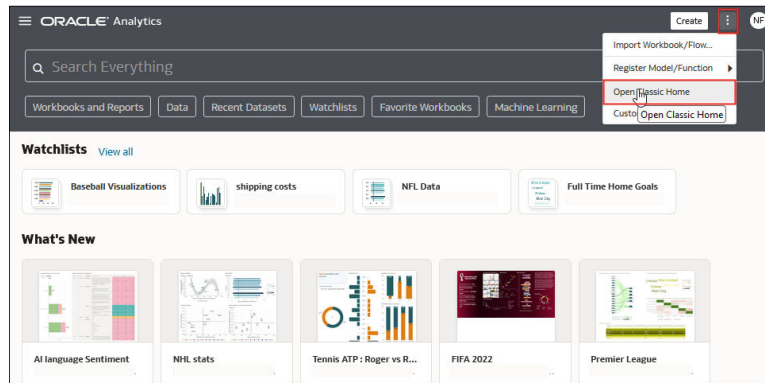 ORACLE Analytics
Create
NF
Import Workbook/Flow...
Register Model/Function
Open Classic Home
Custo
Open Classic Home
Search Everything
Workbooks and Reports
Data
Recent Datasets
Watchlists
Favorite Workbooks
Machine Learning
Watchlists View all
Baseball Visualizations
shipping costs
NFL Data
Full Time Home Goals
What's New
AI language Sentiment
NHL stats
Tennis ATP : Roger vs R...
FIFA 2022
Premier League